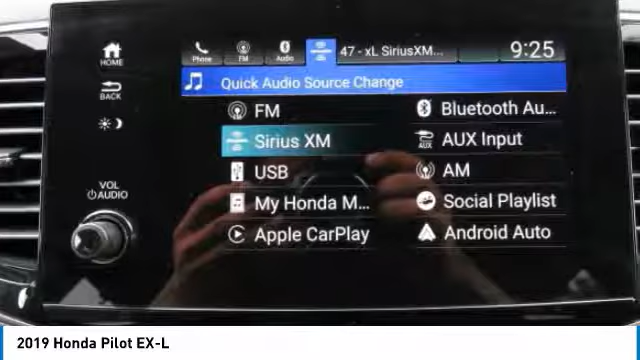 HOME
BACK
VOL
AUDIO
Phone
FM
Audio
47 - xL SiriusXM...
9:25
Quick Audio Source Change
FM
Bluetooth Au...
Sirius XM
AUX
AUX Input
USB
AM
My Honda M...
Social Playlist
Apple CarPlay
Android Auto
2019 Honda Pilot EX-L